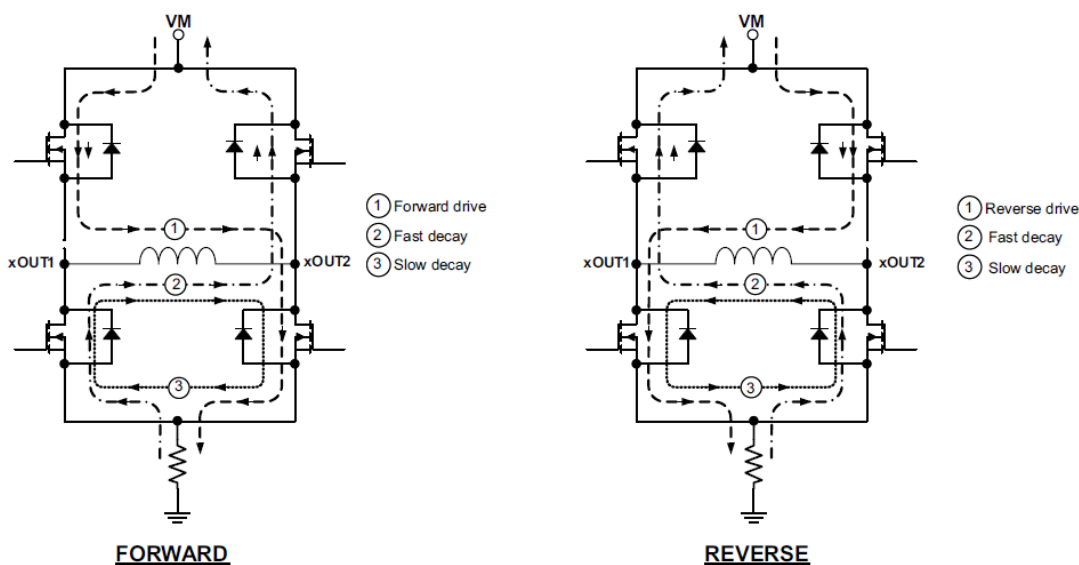 VM
1 Forward drive
2 Fast decay
3 Slow decay
1
xOUT1
xOUT2
2
3
FORWARD
VM
1 Reverse drive
2 Fast decay
3 Slow decay
1
xOUT1
xOUT2
2
3
REVERSE